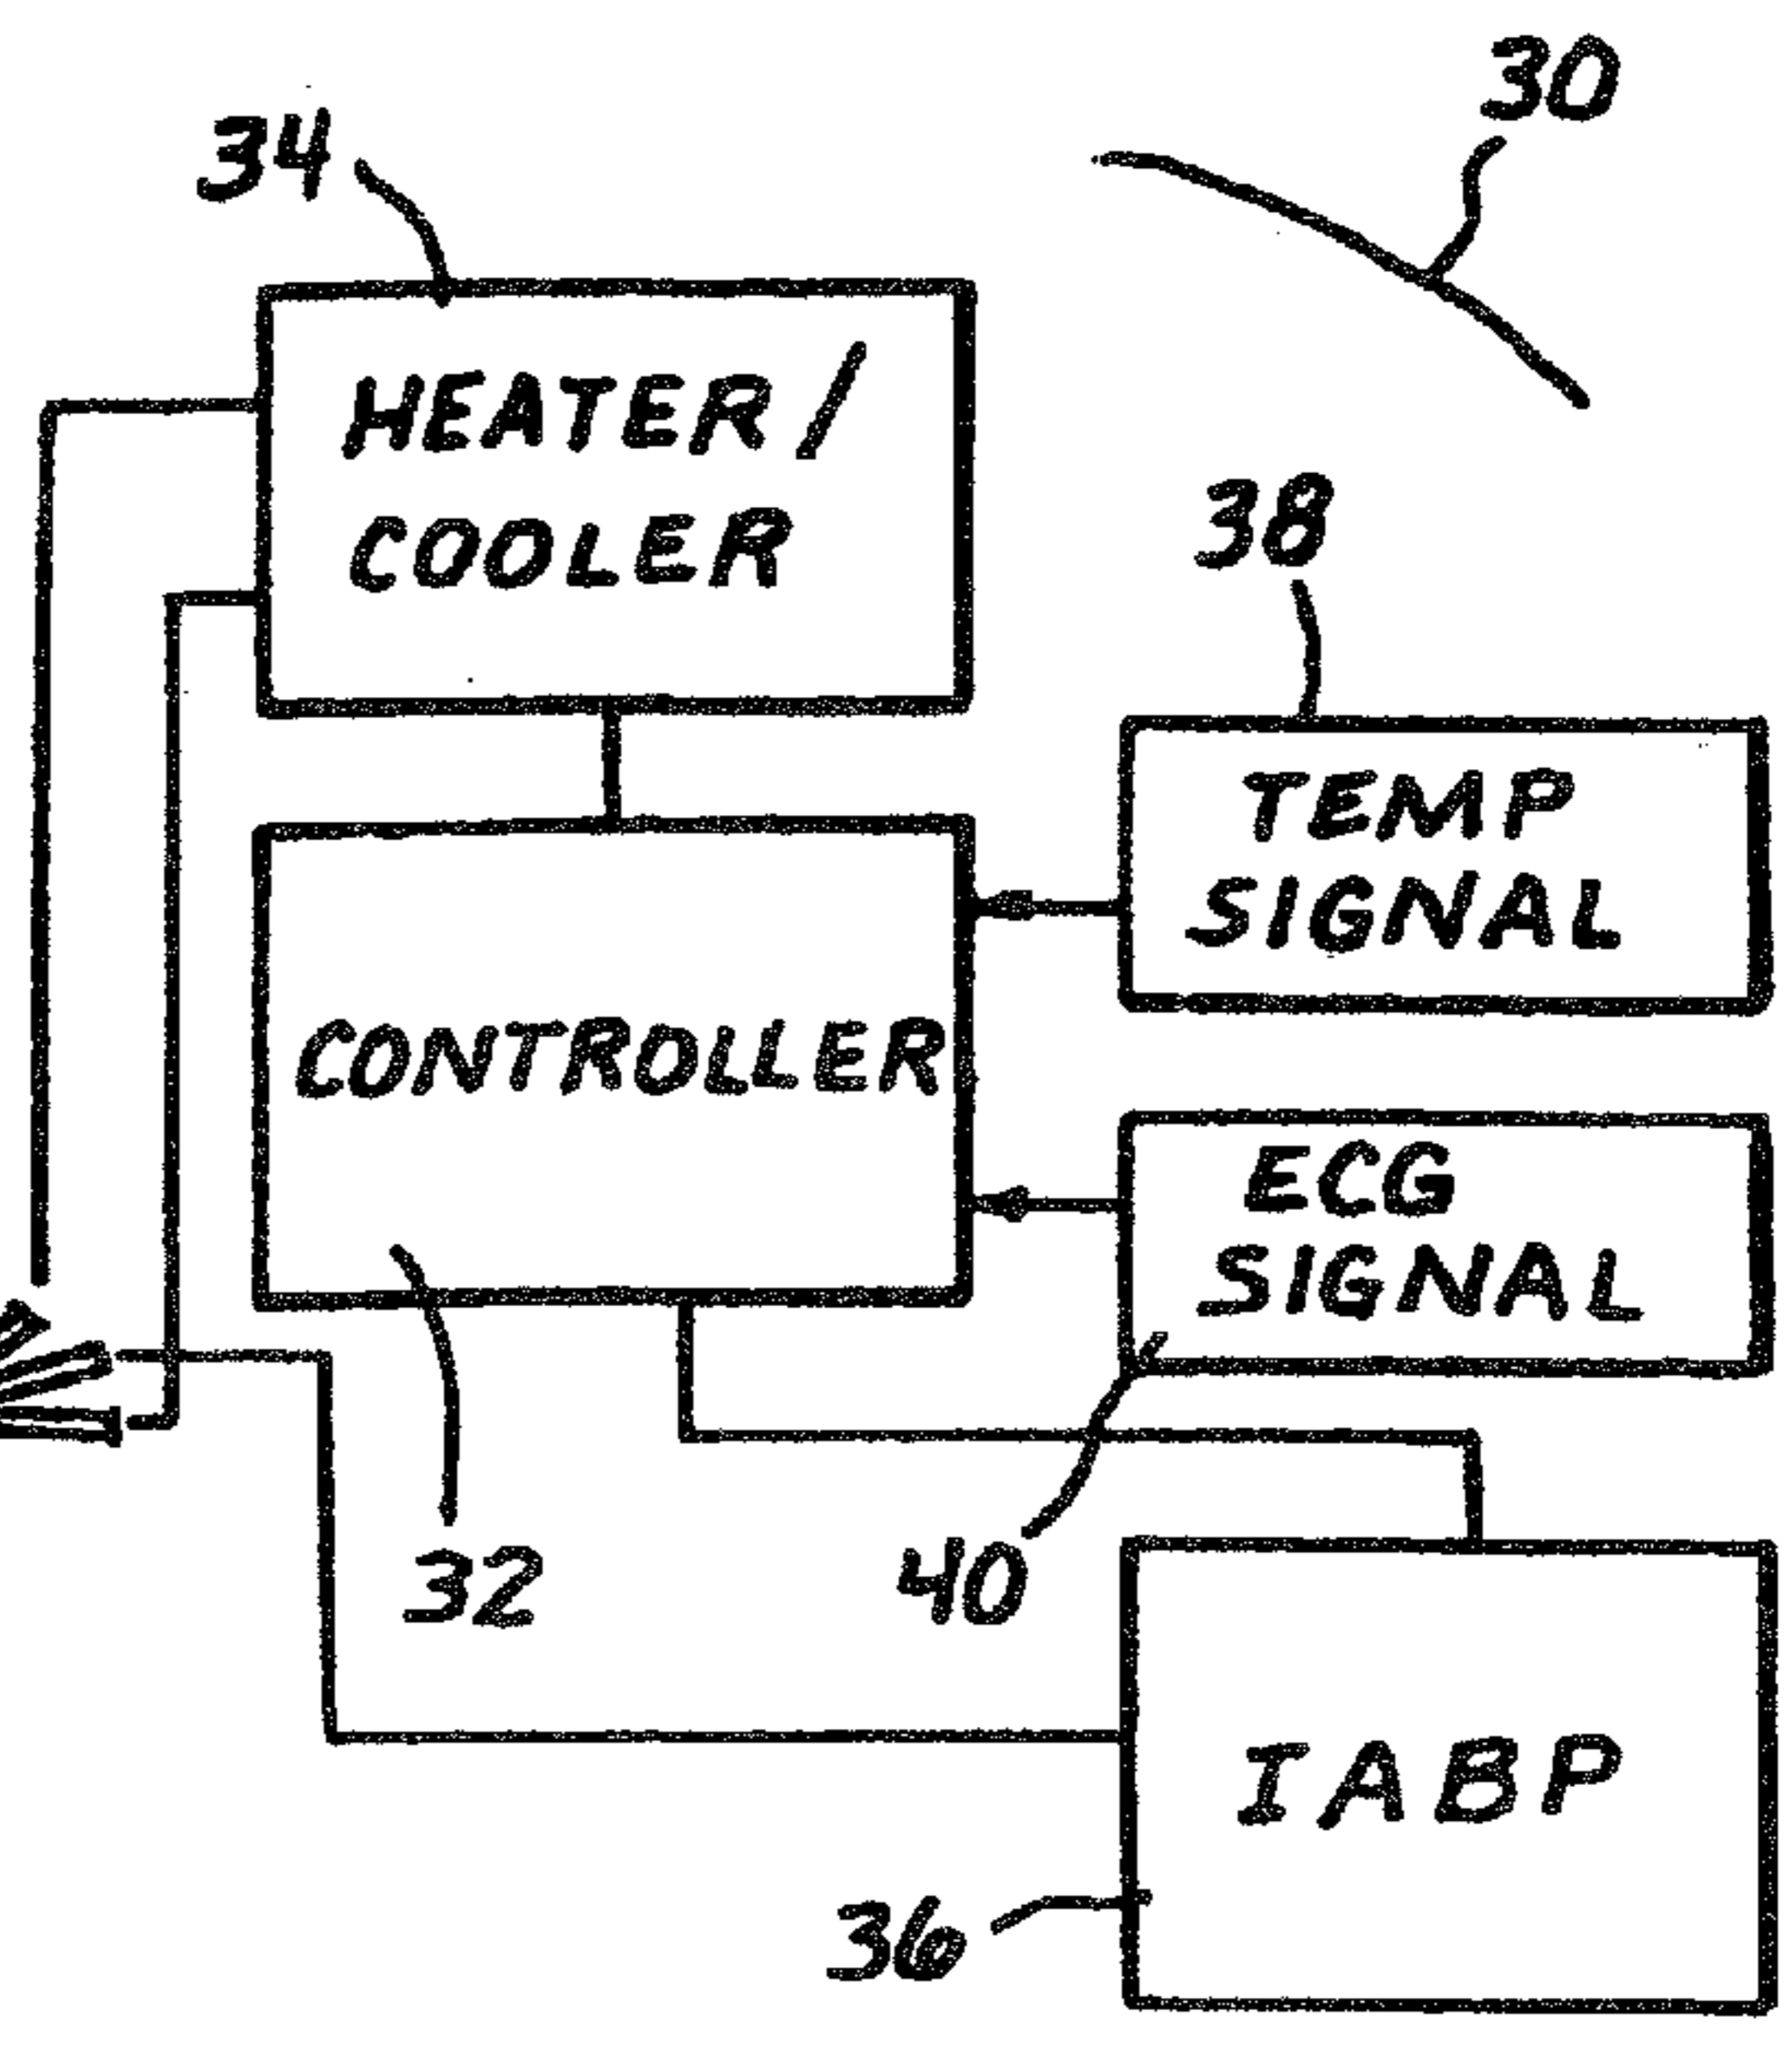 30
34
HEATER/
COOLER
38
TEMP
SIGNAL
CONTROLLER
ECG
SIGNAL
32
40
IABP
36